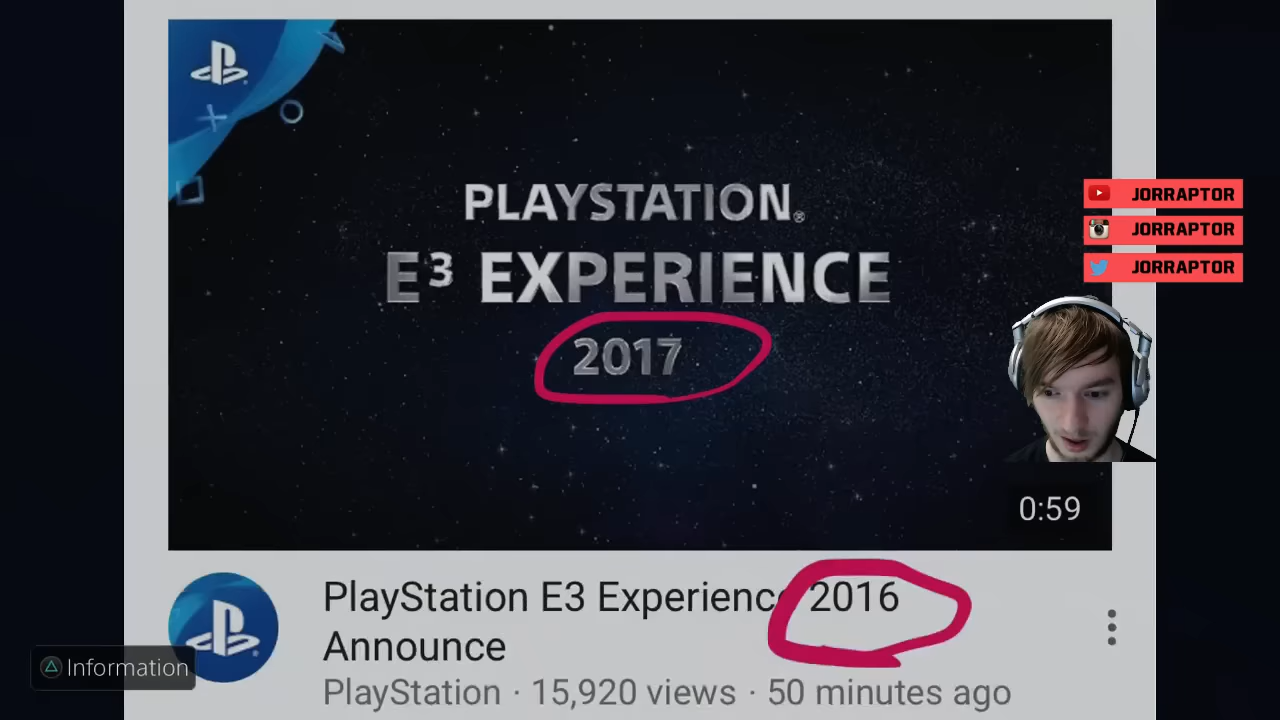 PLAYSTATION®
E³ EXPERIENCE
2017
JORRAPTOR
JORRAPTOR
JORRAPTOR
0:59
PlayStation E3 Experience 2016
Announce
Information
PlayStation · 15,920 views · 50 minutes ago